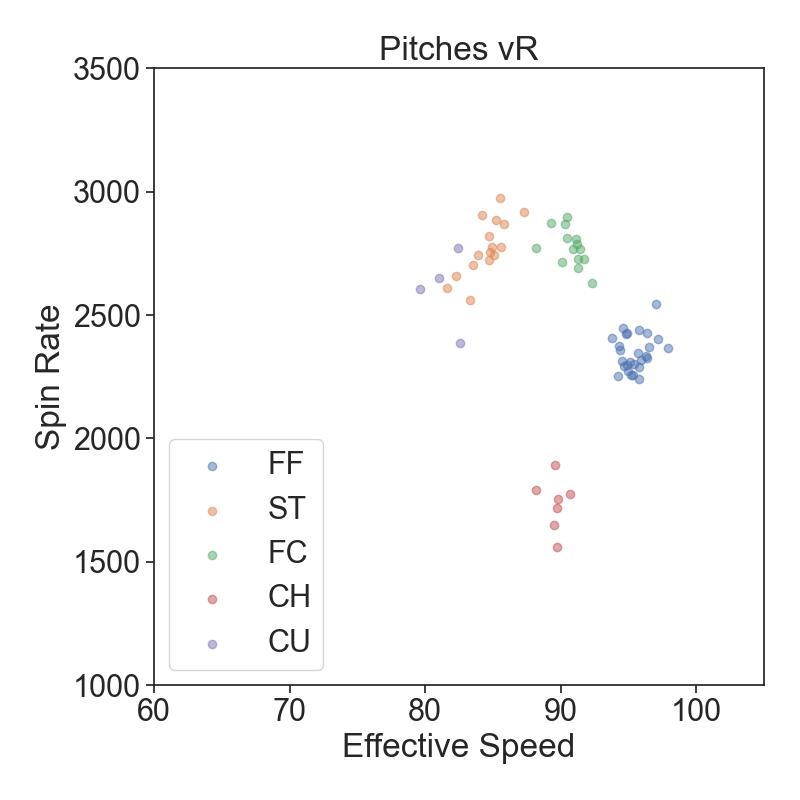 Pitches vR
3500
3000
2500
2000
1500
1000
Spin Rate
FF
ST
FC
CH
CU
60 70 80 90 100
Effective Speed